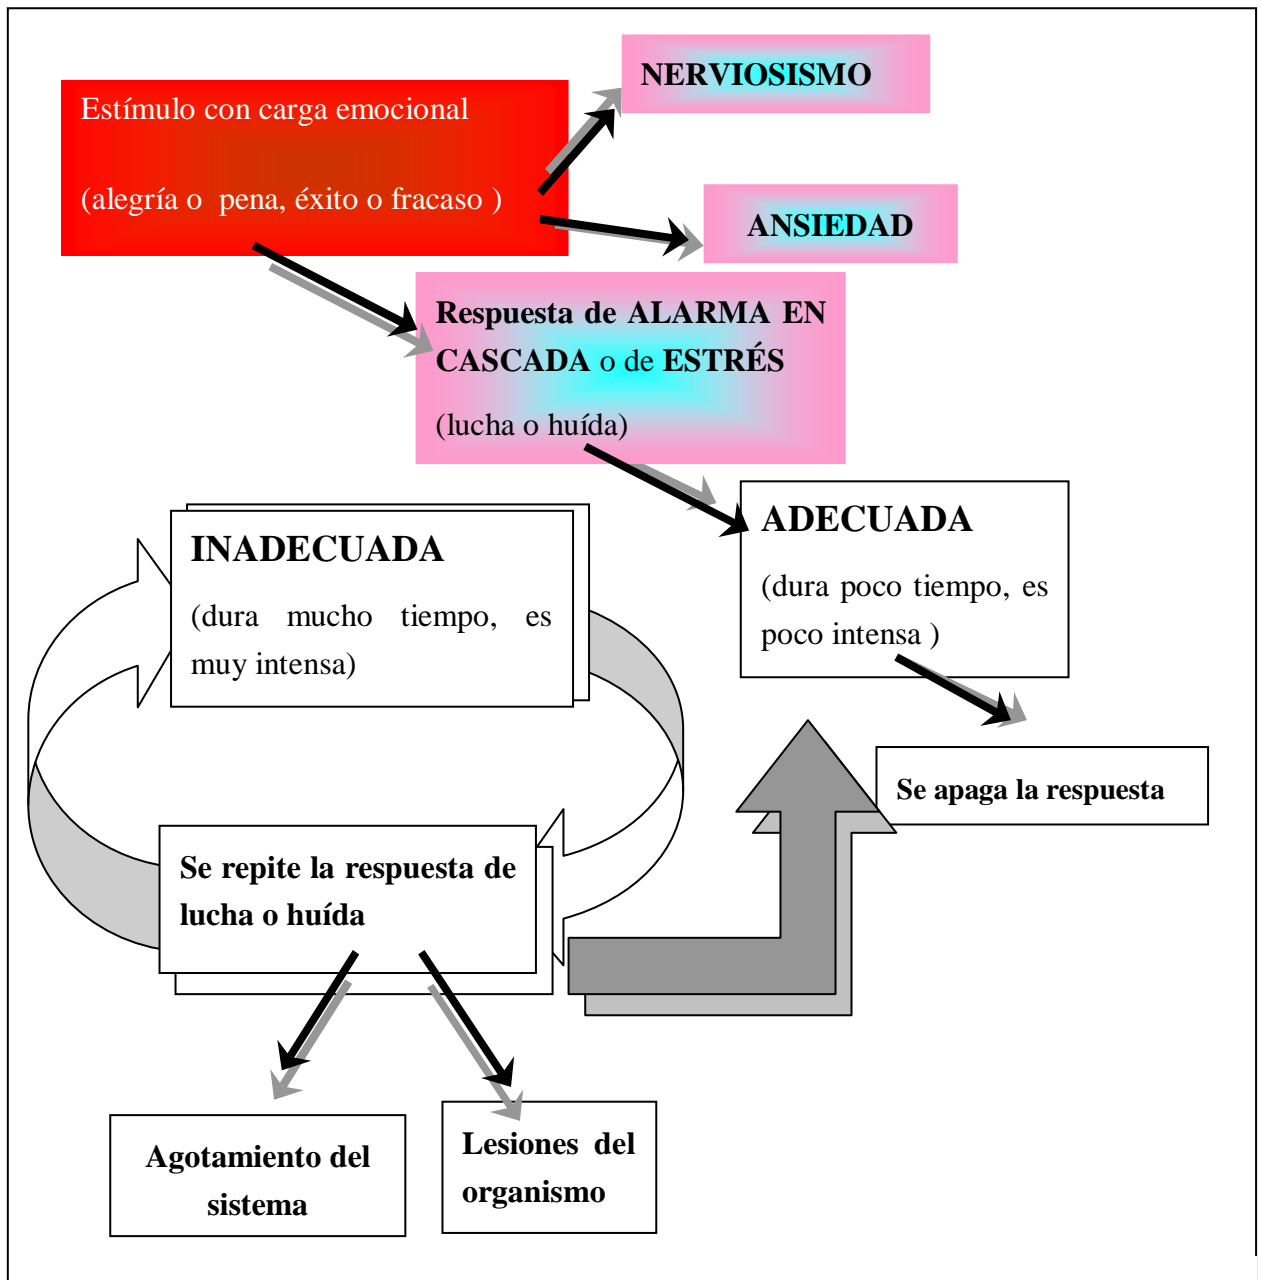 NERVIOSISMO
Estímulo con carga emocional
(alegría o pena, éxito o fracaso )
ANSIEDAD
Respuesta de ALARMA EN
CASCADA o de ESTRÉS
(lucha o huída)
ADECUADA
(dura poco tiempo, es
poco intensa )
INADECUADA
(dura mucho tiempo, es
muy intensa)
Se apaga la respuesta
Se repite la respuesta de
lucha o huída
Agotamiento del
sistema
Lesiones del
organismo